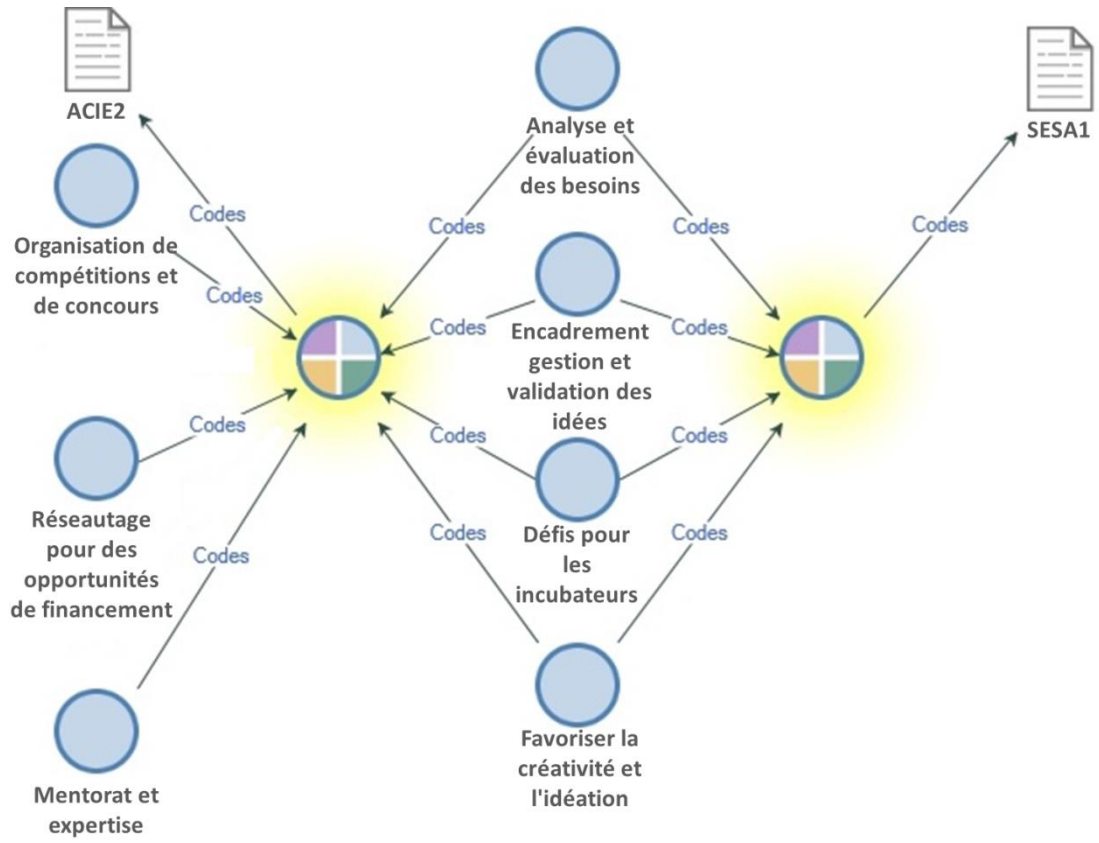 ACIE2
SESA1
Analyse et
évaluation
des besoins
Codes
Codes
Codes
Codes
Organisation de
compétitions et
de concours
Codes
Codes
Codes
Encadrement
gestion et
validation des
idées
Codes
Codes
Codes
Réseautage
pour des
opportunités
de financement
Défis pour
les
incubateurs
Codes
Codes
Codes
Favoriser la
créativité et
l'idéation
Mentorat et
expertise